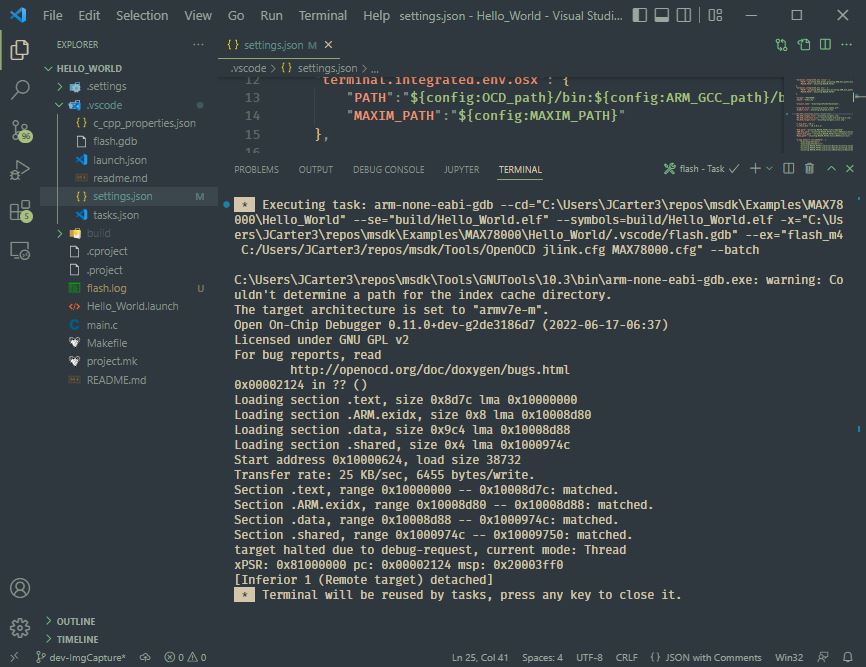 File Edit Selection View Go Run Terminal Help settings.json - Hello_World - Visual Studi...
EXPLORER
HELLO_WORLD
.settings
.vscode
{} c_cpp_properties.json
flash.gdb
launch.json
readme.md
{} settings.json M
tasks.json
build
.cproject
.project
flash.log U
Hello_World.launch
main.c
Makefile
project.mk
README.md
OUTLINE
TIMELINE
96
5
{} settings.json M
.vscode > {} settings.json > ...
12 "terminal.integrated.env.osx": {
13 "PATH":"${config:OCD_path}/bin:${config:ARM_GCC_path}/b
14 "MAXIM_PATH":"${config:MAXIM_PATH}"
15 },
PROBLEMS OUTPUT DEBUG CONSOLE JUPYTER TERMINAL flash - Task
* Executing task: arm-none-eabi-gdb --cd="C:\Users\JCarter3\repos\msdk\Examples\MAX78
000\Hello_World" --se="build/Hello_World.elf" --symbols=build/Hello_World.elf -x="C:\Us
ers\JCarter3\repos\msdk\Examples\MAX78000\Hello_World/.vscode/flash.gdb" --ex="flash_m4
C:/Users/JCarter3/repos/msdk/Tools/OpenOCD jlink.cfg MAX78000.cfg" --batch
C:\Users\JCarter3\repos\msdk\Tools\GNUTools\10.3\bin\arm-none-eabi-gdb.exe: warning: Co
uldn't determine a path for the index cache directory.
The target architecture is set to "armv7e-m".
Open On-Chip Debugger 0.11.0+dev-g2de3186d7 (2022-06-17-06:37)
Licensed under GNU GPL v2
For bug reports, read
http://openocd.org/doc/doxygen/bugs.html
0x00002124 in ?? ()
Loading section .text, size 0x8d7c lma 0x10000000
Loading section .ARM.exidx, size 0x8 lma 0x10008d80
Loading section .data, size 0x9c4 lma 0x10008d88
Loading section .shared, size 0x4 lma 0x1000974c
Start address 0x10000624, load size 38732
Transfer rate: 25 KB/sec, 6455 bytes/write.
Section .text, range 0x10000000 -- 0x10008d7c: matched.
Section .ARM.exidx, range 0x10008d80 -- 0x10008d88: matched.
Section .data, range 0x10008d88 -- 0x1000974c: matched.
Section .shared, range 0x1000974c -- 0x10009750: matched.
target halted due to debug-request, current mode: Thread
xPSR: 0x81000000 pc: 0x00002124 msp: 0x20003ff0
[Inferior 1 (Remote target) detached]
* Terminal will be reused by tasks, press any key to close it.
dev-ImgCapture* 0 0 Ln 25, Col 41 Spaces: 4 UTF-8 CRLF {} JSON with Comments Win32